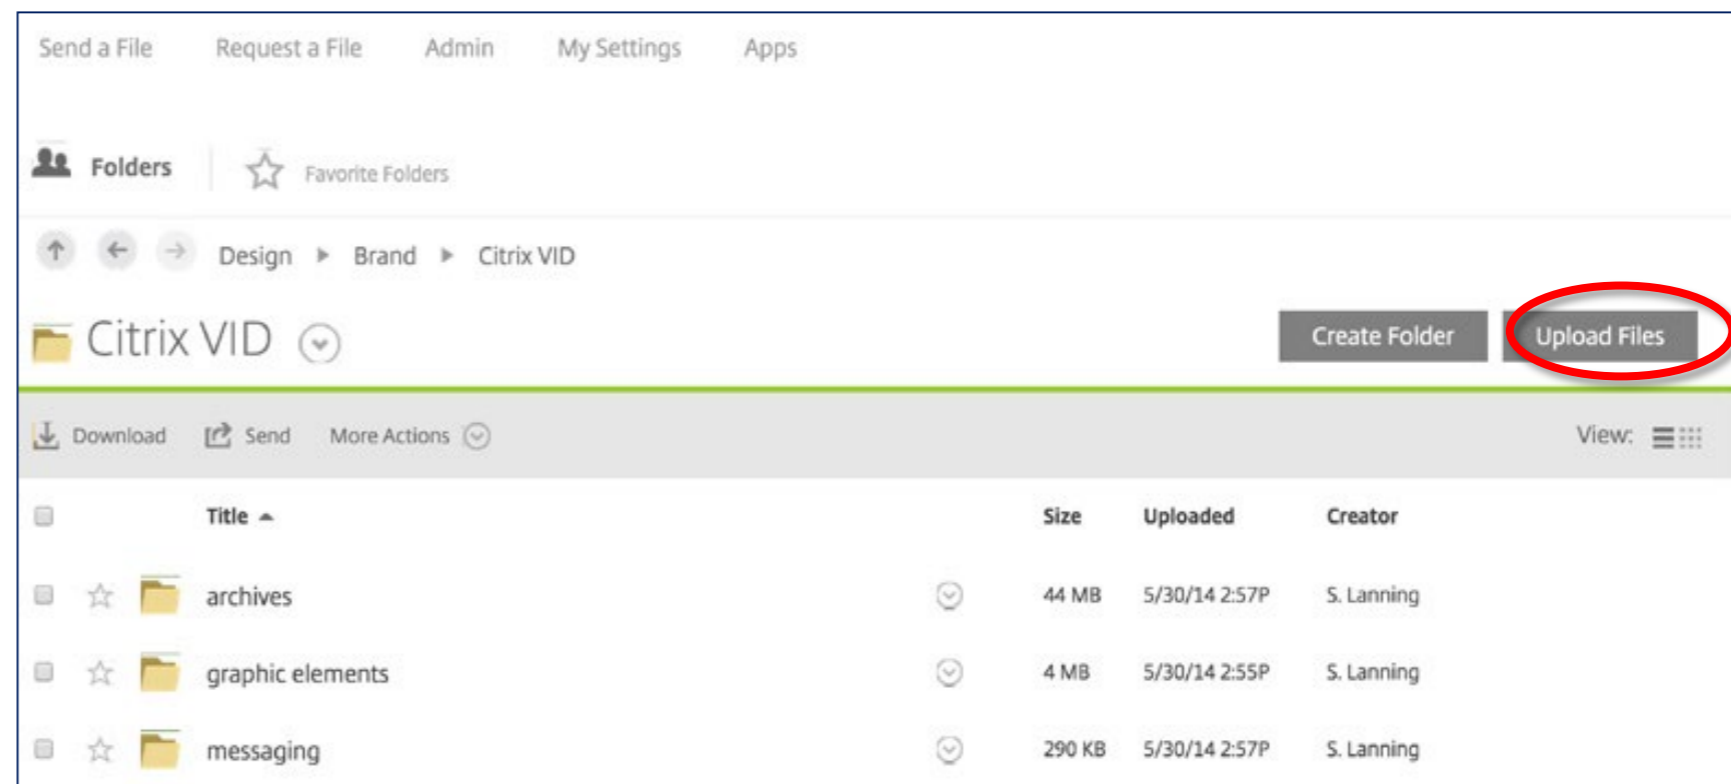 Send a File Request a File Admin My Settings Apps
Folders Favorite Folders
Design Brand Citrix VID
Citrix VID Create Folder Upload Files
Download Send More Actions View:
Title Size Uploaded Creator
archives 44 MB 5/30/14 2:57P S. Lanning
graphic elements 4 MB 5/30/14 2:55P S. Lanning
messaging 290 KB 5/30/14 2:57P S. Lanning